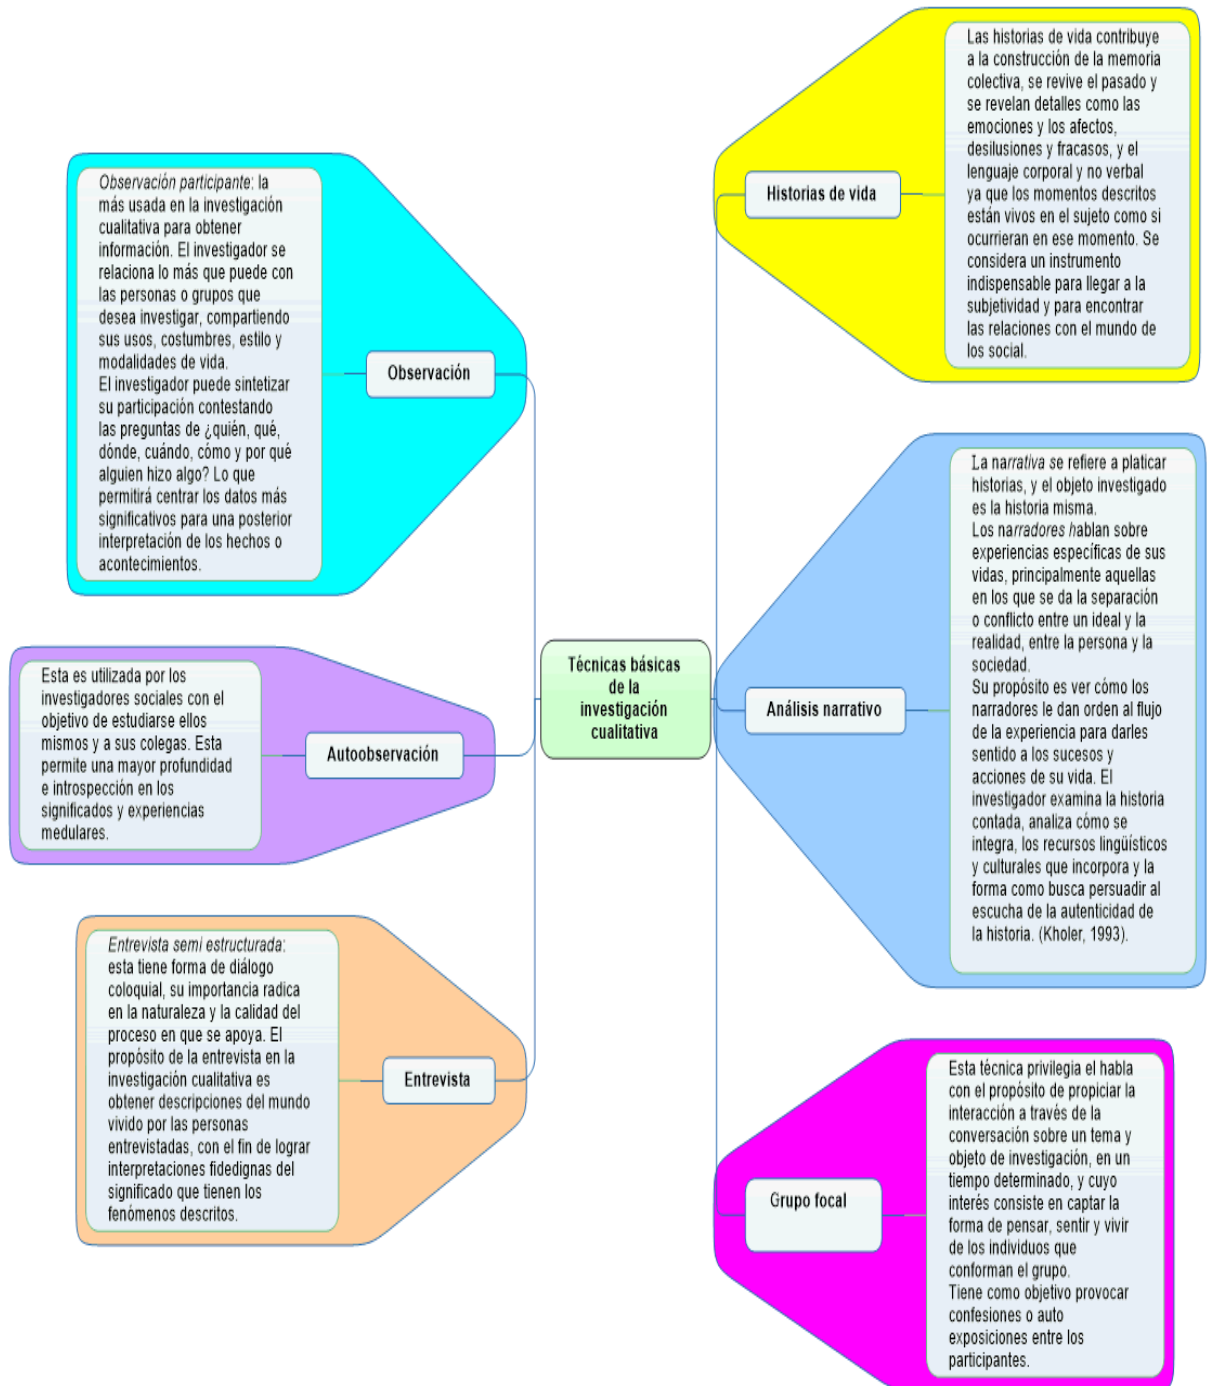 Técnicas básicas
de la
investigación
cualitativa
Observación
Observación participante: la
más usada en la investigación
cualitativa para obtener
información. El investigador se
relaciona lo más que puede con
las personas o grupos que
desea investigar, compartiendo
sus usos, costumbres, estilo y
modalidades de vida.
El investigador puede sintetizar
su participación contestando
las preguntas de ¿quién, qué,
dónde, cuándo, cómo y por qué
alguien hizo algo? Lo que
permitirá centrar los datos más
significativos para una posterior
interpretación de los hechos o
acontecimientos.
Autoobservación
Esta es utilizada por los
investigadores sociales con el
objetivo de estudiarse ellos
mismos y a sus colegas. Esta
permite una mayor profundidad
e introspección en los
significados y experiencias
medulares.
Entrevista
Entrevista semi estructurada:
esta tiene forma de diálogo
coloquial, su importancia radica
en la naturaleza y la calidad del
proceso en que se apoya. El
propósito de la entrevista en la
investigación cualitativa es
obtener descripciones del mundo
vivido por las personas
entrevistadas, con el fin de lograr
interpretaciones fidedignas del
significado que tienen los
fenómenos descritos.
Historias de vida
Las historias de vida contribuye
a la construcción de la memoria
colectiva, se revive el pasado y
se revelan detalles como las
emociones y los afectos,
desilusiones y fracasos, y el
lenguaje corporal y no verbal
ya que los momentos descritos
están vivos en el sujeto como si
ocurrieran en ese momento. Se
considera un instrumento
indispensable para llegar a la
subjetividad y para encontrar
las relaciones con el mundo de
los social.
Análisis narrativo
La narrativa se refiere a platicar
historias, y el objeto investigado
es la historia misma.
Los narradores hablan sobre
experiencias específicas de sus
vidas, principalmente aquellas
en los que se da la separación
o conflicto entre un ideal y la
realidad, entre la persona y la
sociedad.
Su propósito es ver cómo los
narradores le dan orden al flujo
de la experiencia para darles
sentido a los sucesos y
acciones de su vida. El
investigador examina la historia
contada, analiza cómo se
integra, los recursos lingüísticos
y culturales que incorpora y la
forma como busca persuadir al
escucha de la autenticidad de
la historia. (Kholer, 1993).
Grupo focal
Esta técnica privilegia el habla
con el propósito de propiciar la
interacción a través de la
conversación sobre un tema y
objeto de investigación, en un
tiempo determinado, y cuyo
interés consiste en captar la
forma de pensar, sentir y vivir
de los individuos que
conforman el grupo.
Tiene como objetivo provocar
confesiones o auto
exposiciones entre los
participantes.